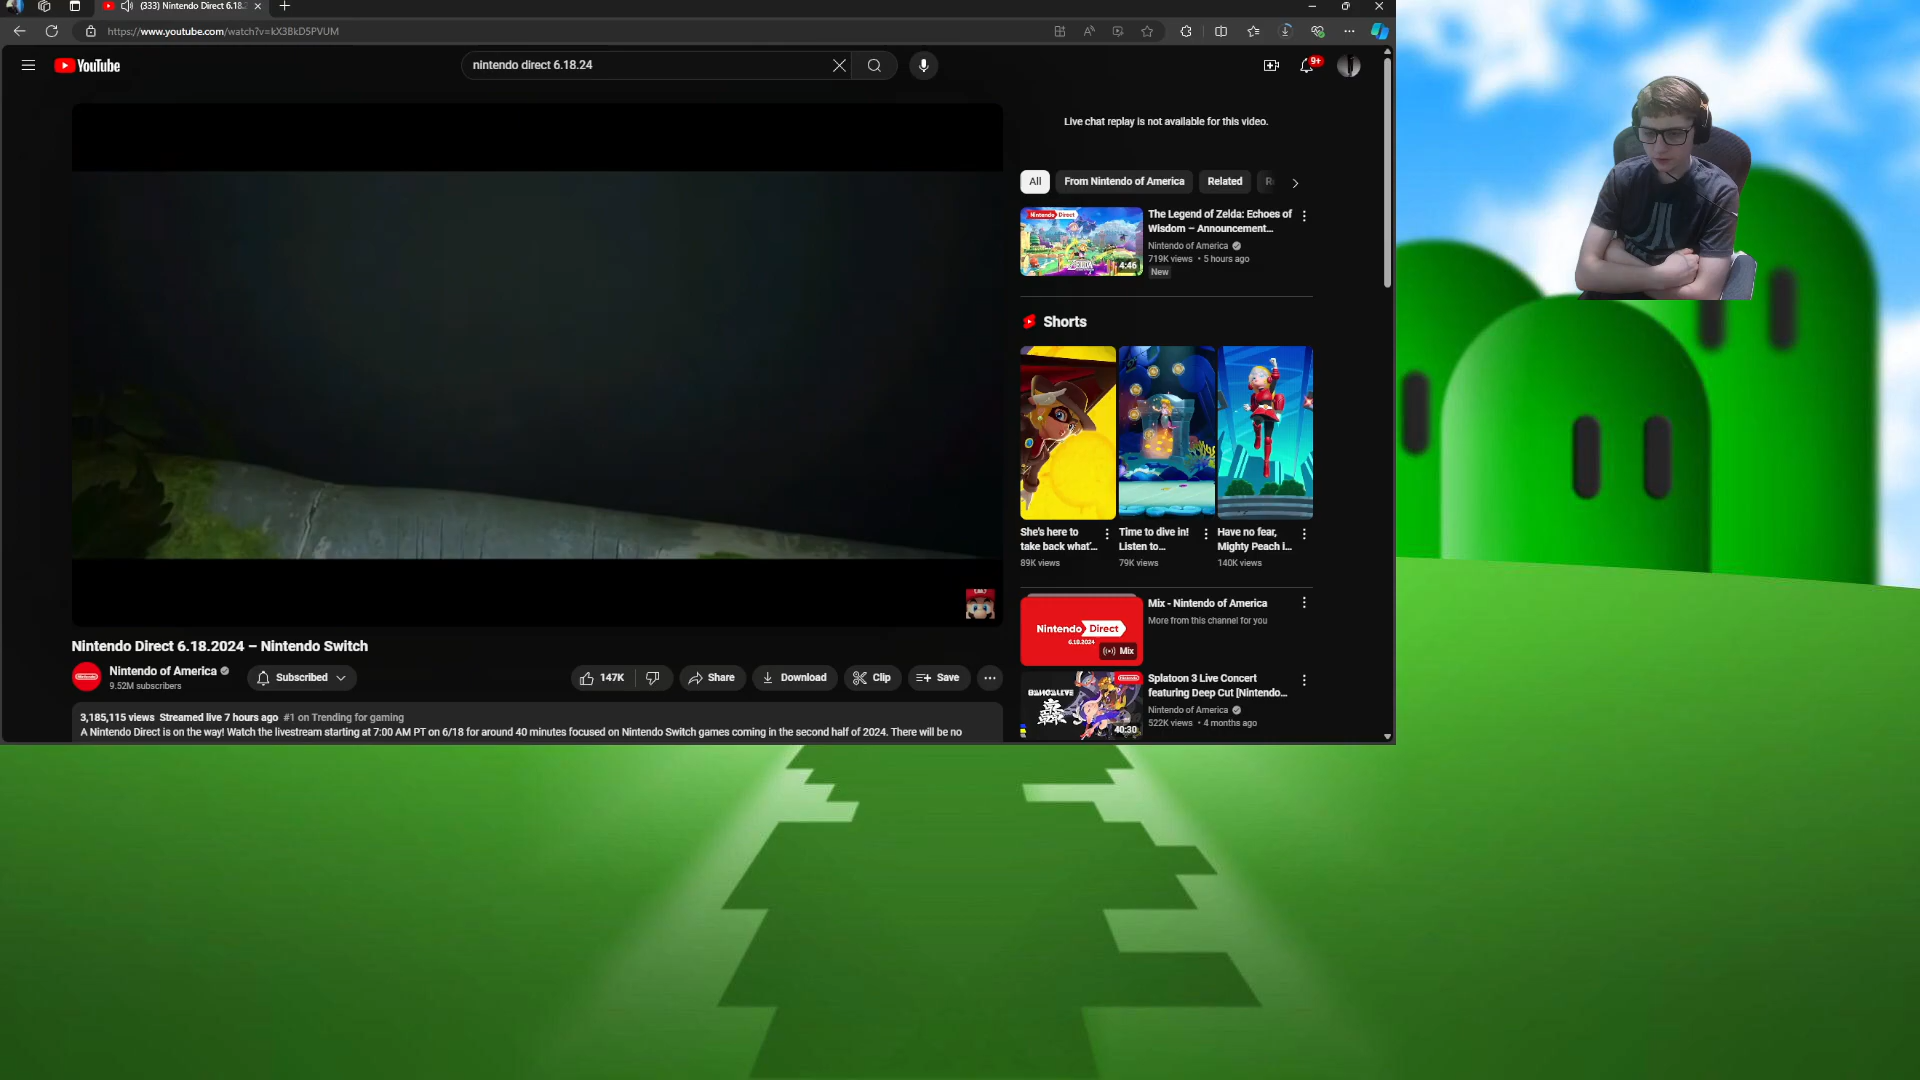 (333) Nintendo Direct 6.18.2
https://www.youtube.com/watch?v=kX3BkD5PVUM
YouTube
nintendo direct 6.18.24
9+
Live chat replay is not available for this video.
All
From Nintendo of America
Related
Nintendo Direct
ZELDA
4:46
The Legend of Zelda: Echoes of
Wisdom – Announcement...
Nintendo of America
719K views • 5 hours ago
New
Shorts
She's here to
take back what'...
89K views
Time to dive in!
Listen to...
79K views
Have no fear,
Mighty Peach i...
140K views
Nintendo Direct
6.18.2024
Mix
Mix - Nintendo of America
More from this channel for you
40:30
Splatoon 3 Live Concert
featuring Deep Cut [Nintendo...
Nintendo of America
522K views • 4 months ago
Nintendo Direct 6.18.2024 – Nintendo Switch
Nintendo
Nintendo of America
9.52M subscribers
Subscribed
147K
Share
Download
Clip
Save
3,185,115 views Streamed live 7 hours ago #1 on Trending for gaming
A Nintendo Direct is on the way! Watch the livestream starting at 7:00 AM PT on 6/18 for around 40 minutes focused on Nintendo Switch games coming in the second half of 2024. There will be no